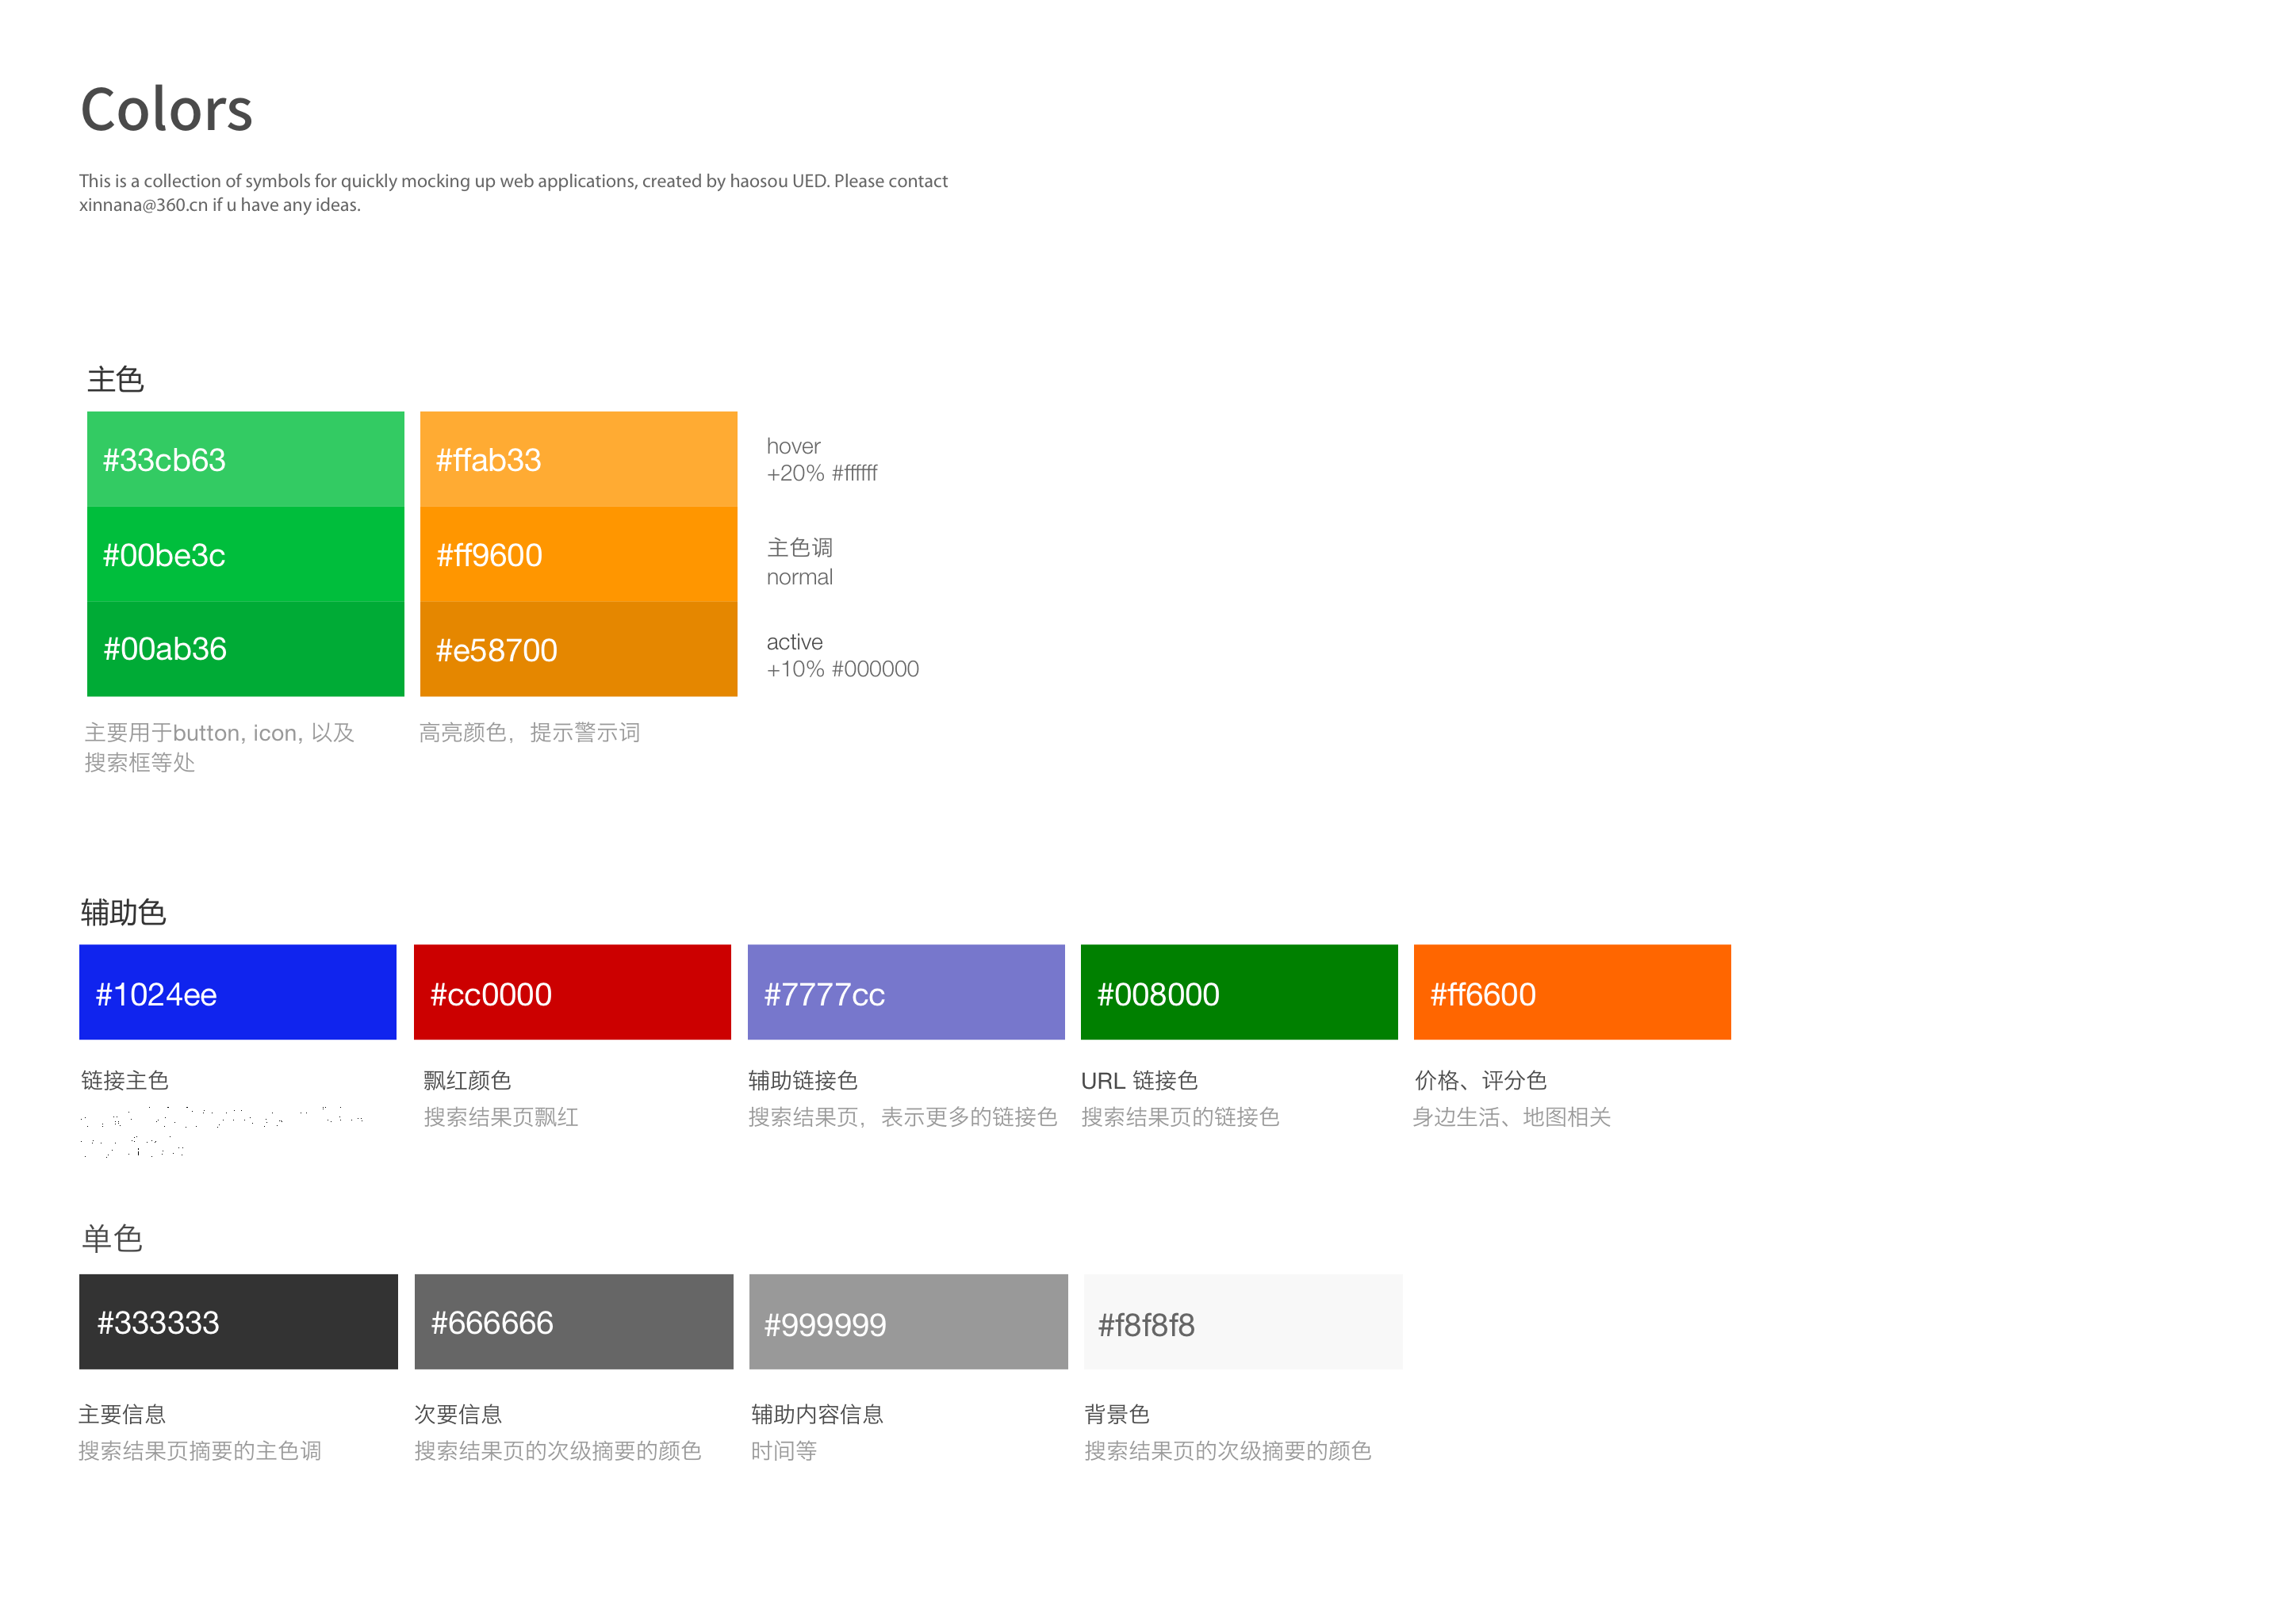 Colors
This is a collection of symbols for quickly mocking up web applications, created by haosou UED. Please contact
xinnana@360.cn if u have any ideas.
主色
#33cb63
#ffab33
hover
+20% #ffffff
#00be3c
#ff9600
主色调
normal
#00ab36
#e58700
active
+10% #000000
主要用于button, icon, 以及
搜索框等处
高亮颜色，提示警示词
辅助色
#1024ee
#cc0000
#7777cc
#008000
#ff6600
链接主色
飘红颜色
辅助链接色
URL 链接色
价格、评分色
搜索结果页飘红
搜索结果页，表示更多的链接色
搜索结果页的链接色
身边生活、地图相关
单色
#333333
#666666
#999999
#f8f8f8
主要信息
次要信息
辅助内容信息
背景色
搜索结果页摘要的主色调
搜索结果页的次级摘要的颜色
时间等
搜索结果页的次级摘要的颜色